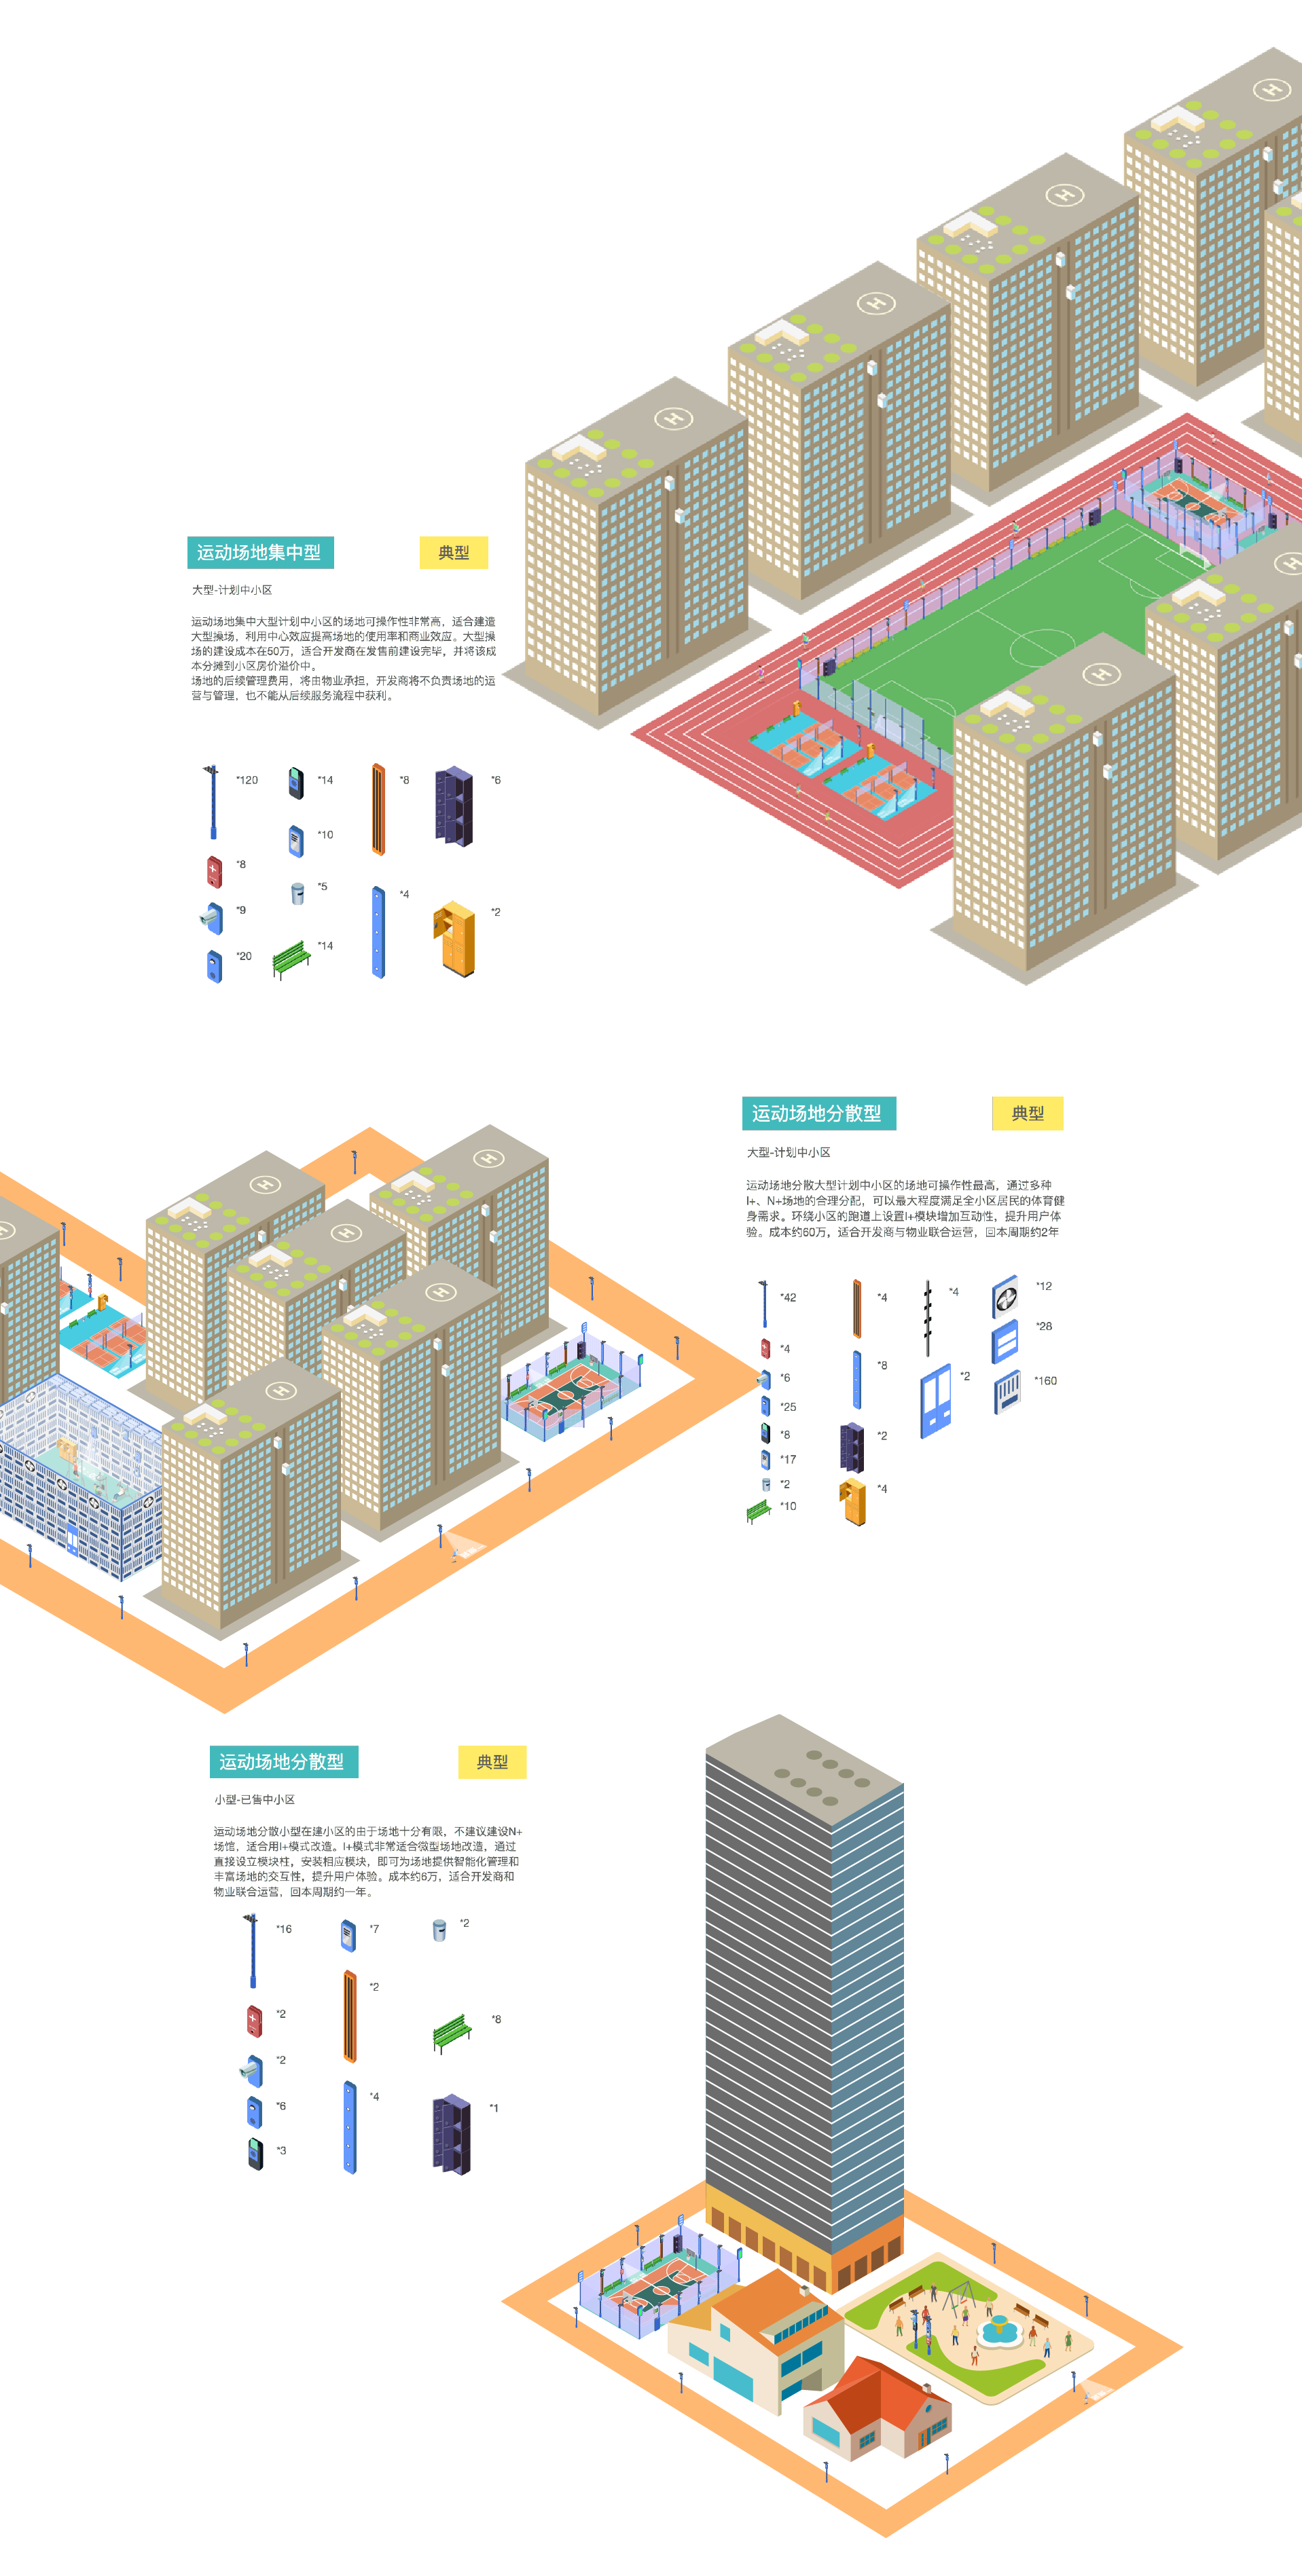 运动场地集中型
典型
大型-计划中小区
运动场地集中大型计划中小区的场地可操作性非常高，适合建造
大型操场，利用中心效应提高场地的使用率和商业效应。大型操
场的建设成本在50万，适合开发商在发售前建设完毕，并将该成
本分摊到小区房价溢价中。
场地的后续管理费用，将由物业承担，开发商将不负责场地的运
营与管理，也不能从后续服务流程中获利。
*120
*14
*8
*6
*10
*8
*5
*4
*9
*2
*20
*14
运动场地分散型
典型
大型-计划中小区
运动场地分散大型计划中小区的场地可操作性最高，通过多种
I+、N+场地的合理分配，可以最大程度满足全小区居民的体育健
身需求。环绕小区的跑道上设置I+模块增加互动性，提升用户体
验。成本约60万，适合开发商与物业联合运营，回本周期约2年
*42
*4
*4
*12
*28
*4
*8
*2
*6
*160
*25
*8
*2
*17
*2
*4
*10
运动场地分散型
典型
小型-已售中小区
运动场地分散小型在建小区的由于场地十分有限，不建议建设N+
场馆，适合用I+模式改造。I+模式非常适合微型场地改造，通过
直接设立模块柱，安装相应模块，即可为场地提供智能化管理和
丰富场地的交互性，提升用户体验。成本约6万，适合开发商和
物业联合运营，回本周期约一年。
*16
*7
*2
*2
*2
*8
*2
*4
*6
*1
*3
H
H
H
H
H
H
H
H
H
H
H
H
H